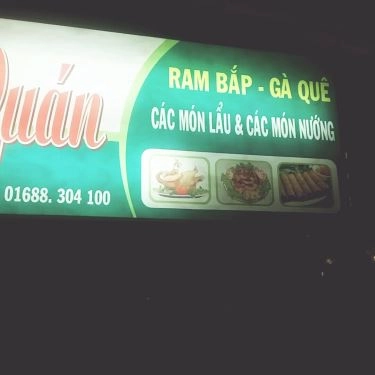 Quán
RAM BẮP - GÀ QUÊ
CÁC MÓN LẨU & CÁC MÓN NƯỚNG
01688. 304 100